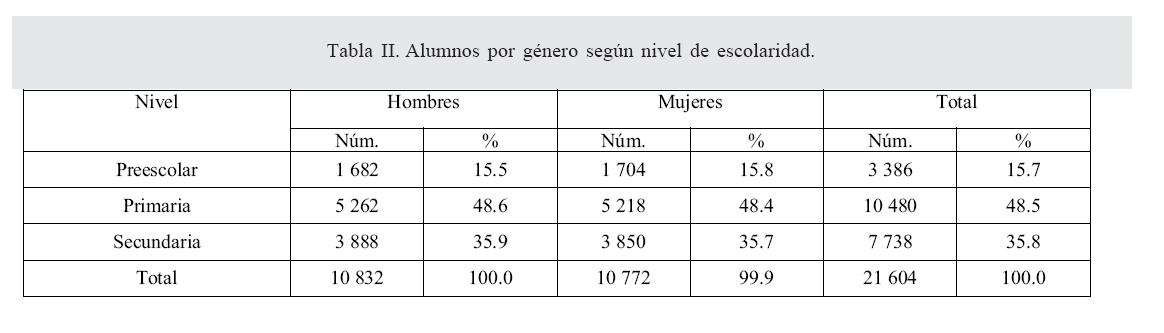 Tabla II. Alumnos por género según nivel de escolaridad.
Nivel Hombres Mujeres Total
Núm. % Núm. % Núm. %
Preescolar 1 682 15.5 1 704 15.8 3 386 15.7
Primaria 5 262 48.6 5 218 48.4 10 480 48.5
Secundaria 3 888 35.9 3 850 35.7 7 738 35.8
Total 10 832 100.0 10 772 99.9 21 604 100.0